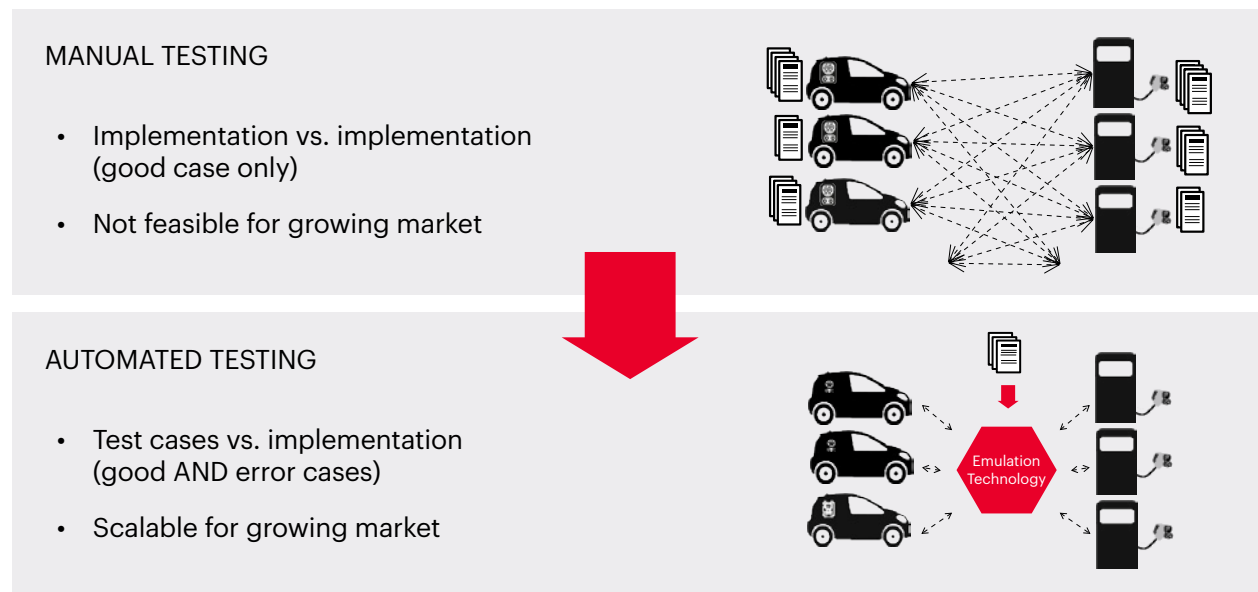 MANUAL TESTING
• Implementation vs. implementation
(good case only)
• Not feasible for growing market
AUTOMATED TESTING
• Test cases vs. implementation
(good AND error cases)
• Scalable for growing market
Emulation
Technology